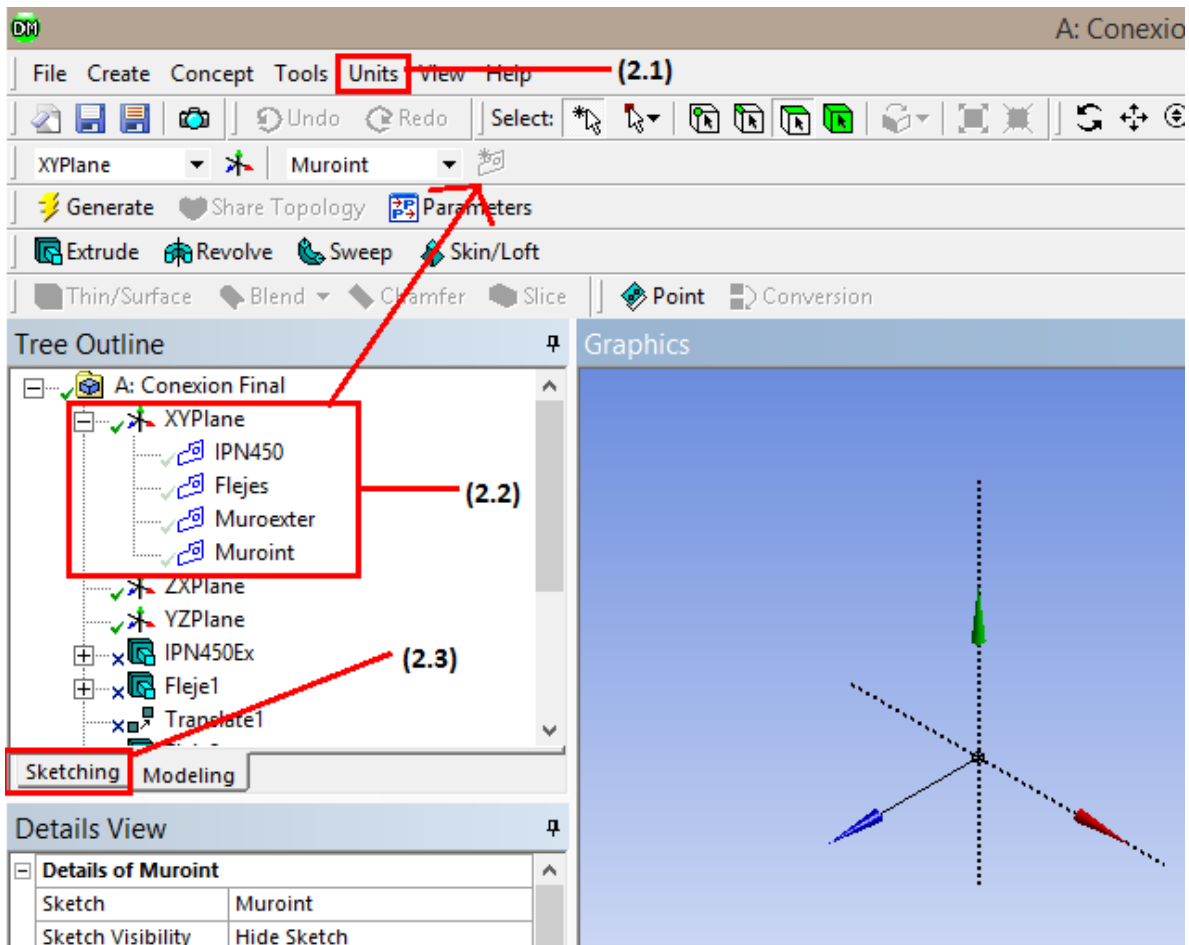 DM A: Conexio
File Create Concept Tools Units View Help (2.1)
Undo Redo Select:
XYPlane Muroint
Generate Share Topology Parameters
Extrude Revolve Sweep Skin/Loft
Thin/Surface Blend Chamfer Slice Point Conversion
Tree Outline Graphics
A: Conexion Final
XYPlane
IPN450
Flejes
(2.2)
Muroexter
Muroint
ZXPlane
YZPlane
IPN450Ex
(2.3)
Fleje1
Translate1
Sketching Modeling
Details View
Details of Muroint
Sketch Muroint
Sketch Visibility Hide Sketch